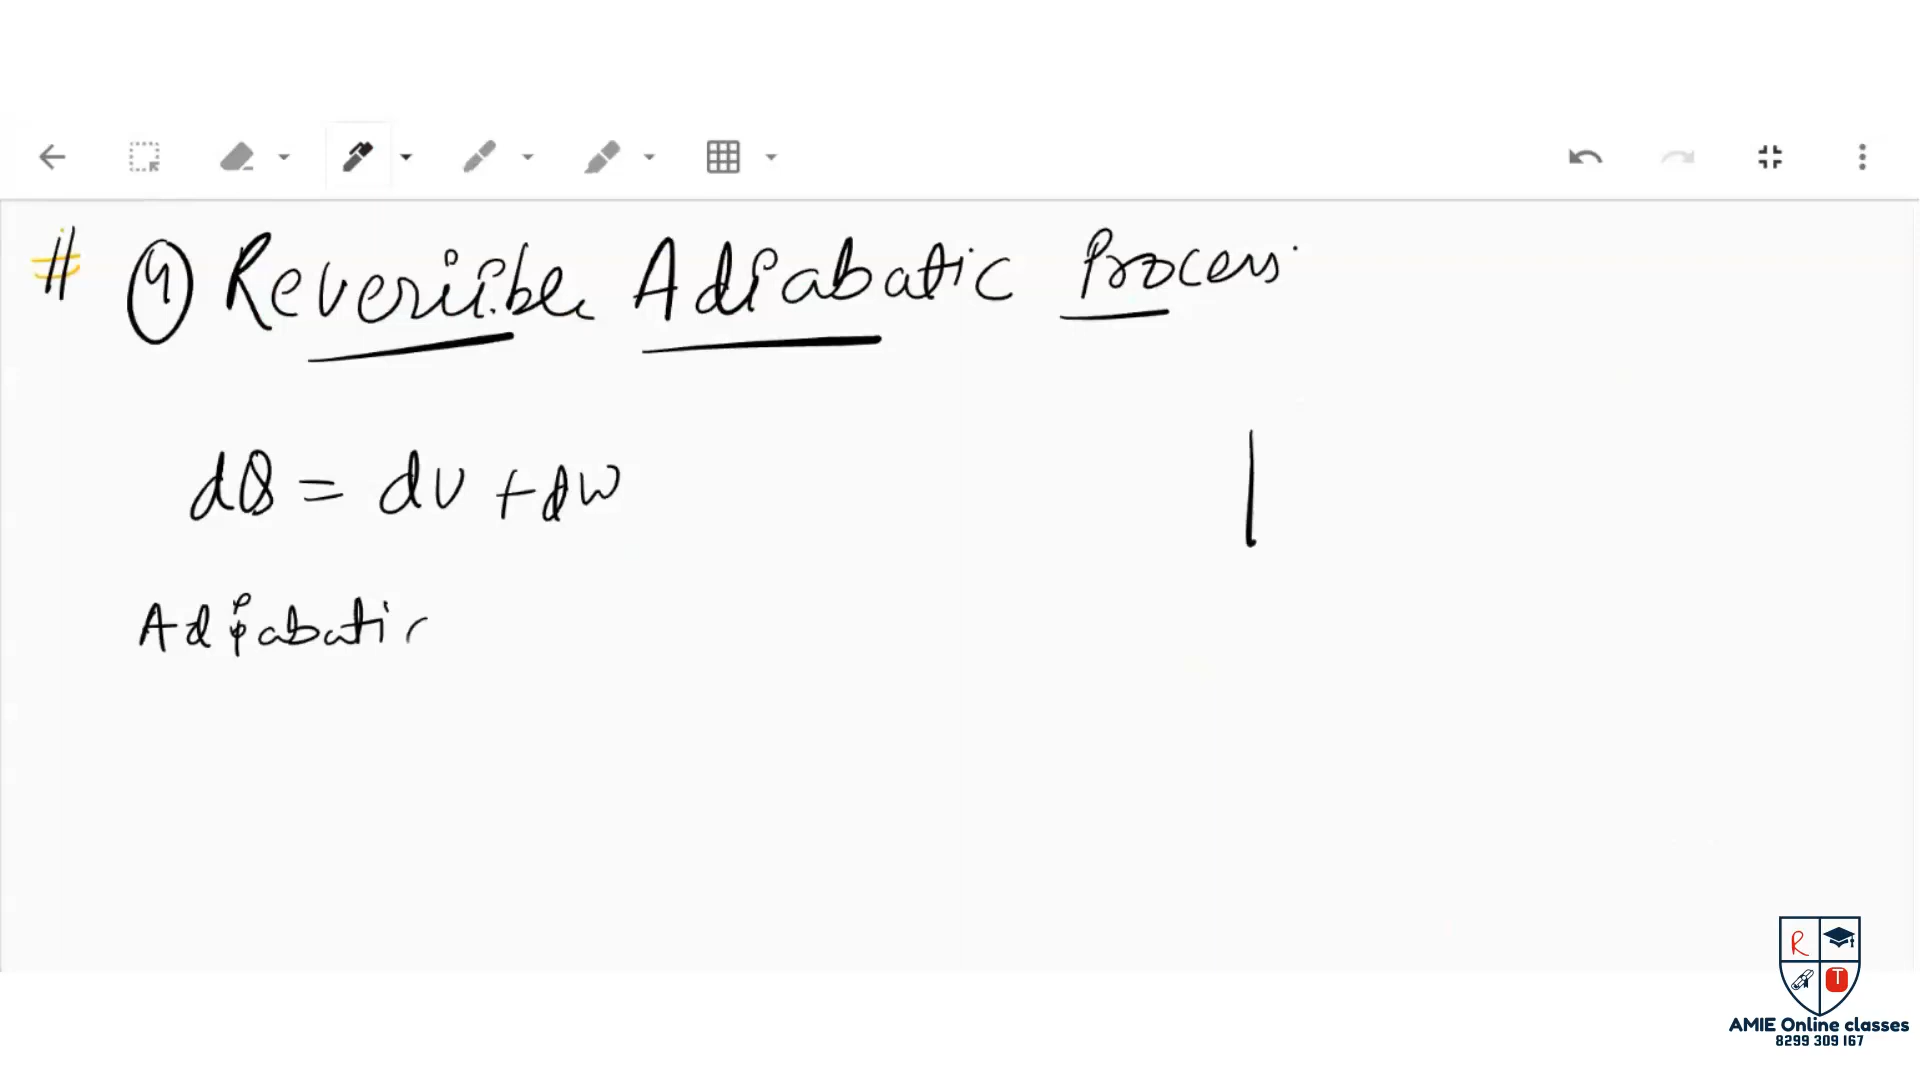 # ④ Reversible Adiabatic Process.
dQ = dU + dW
Adiabatic
R
T
AMIE Online classes
8299 309 167